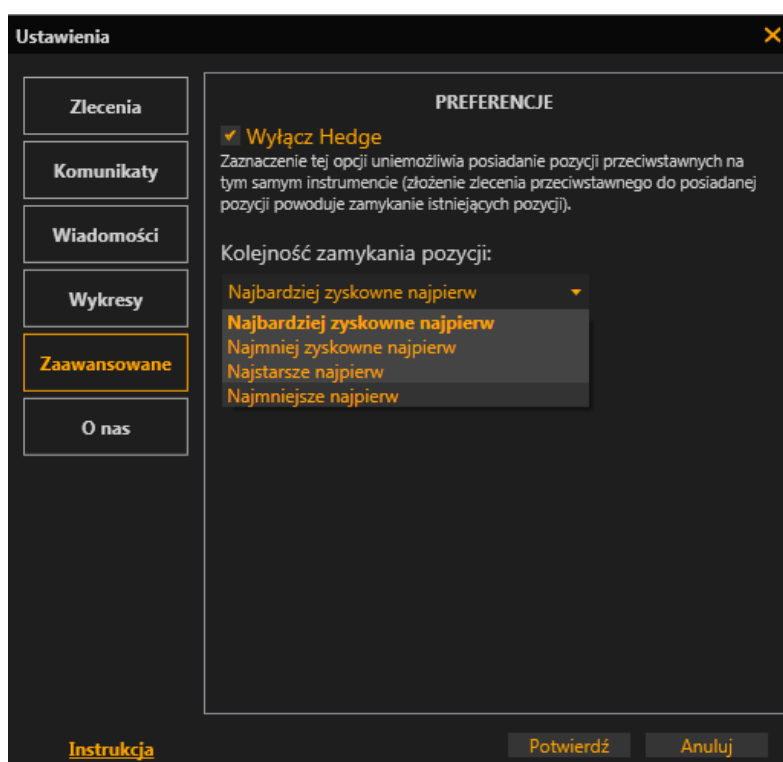 Ustawienia
Zlecenia
Komunikaty
Wiadomości
Wykresy
Zaawansowane
O nas
PREFERENCJE
Wyłącz Hedge
Zaznaczenie tej opcji uniemożliwia posiadanie pozycji przeciwstawnych na
tym samym instrumencie (złożenie zlecenia przeciwstawnego do posiadanej
pozycji powoduje zamykanie istniejących pozycji).
Kolejność zamykania pozycji:
Najbardziej zyskowne najpierw
Najbardziej zyskowne najpierw
Najmniej zyskowne najpierw
Najstarsze najpierw
Najmniejsze najpierw
Instrukcja
Potwierdź
Anuluj